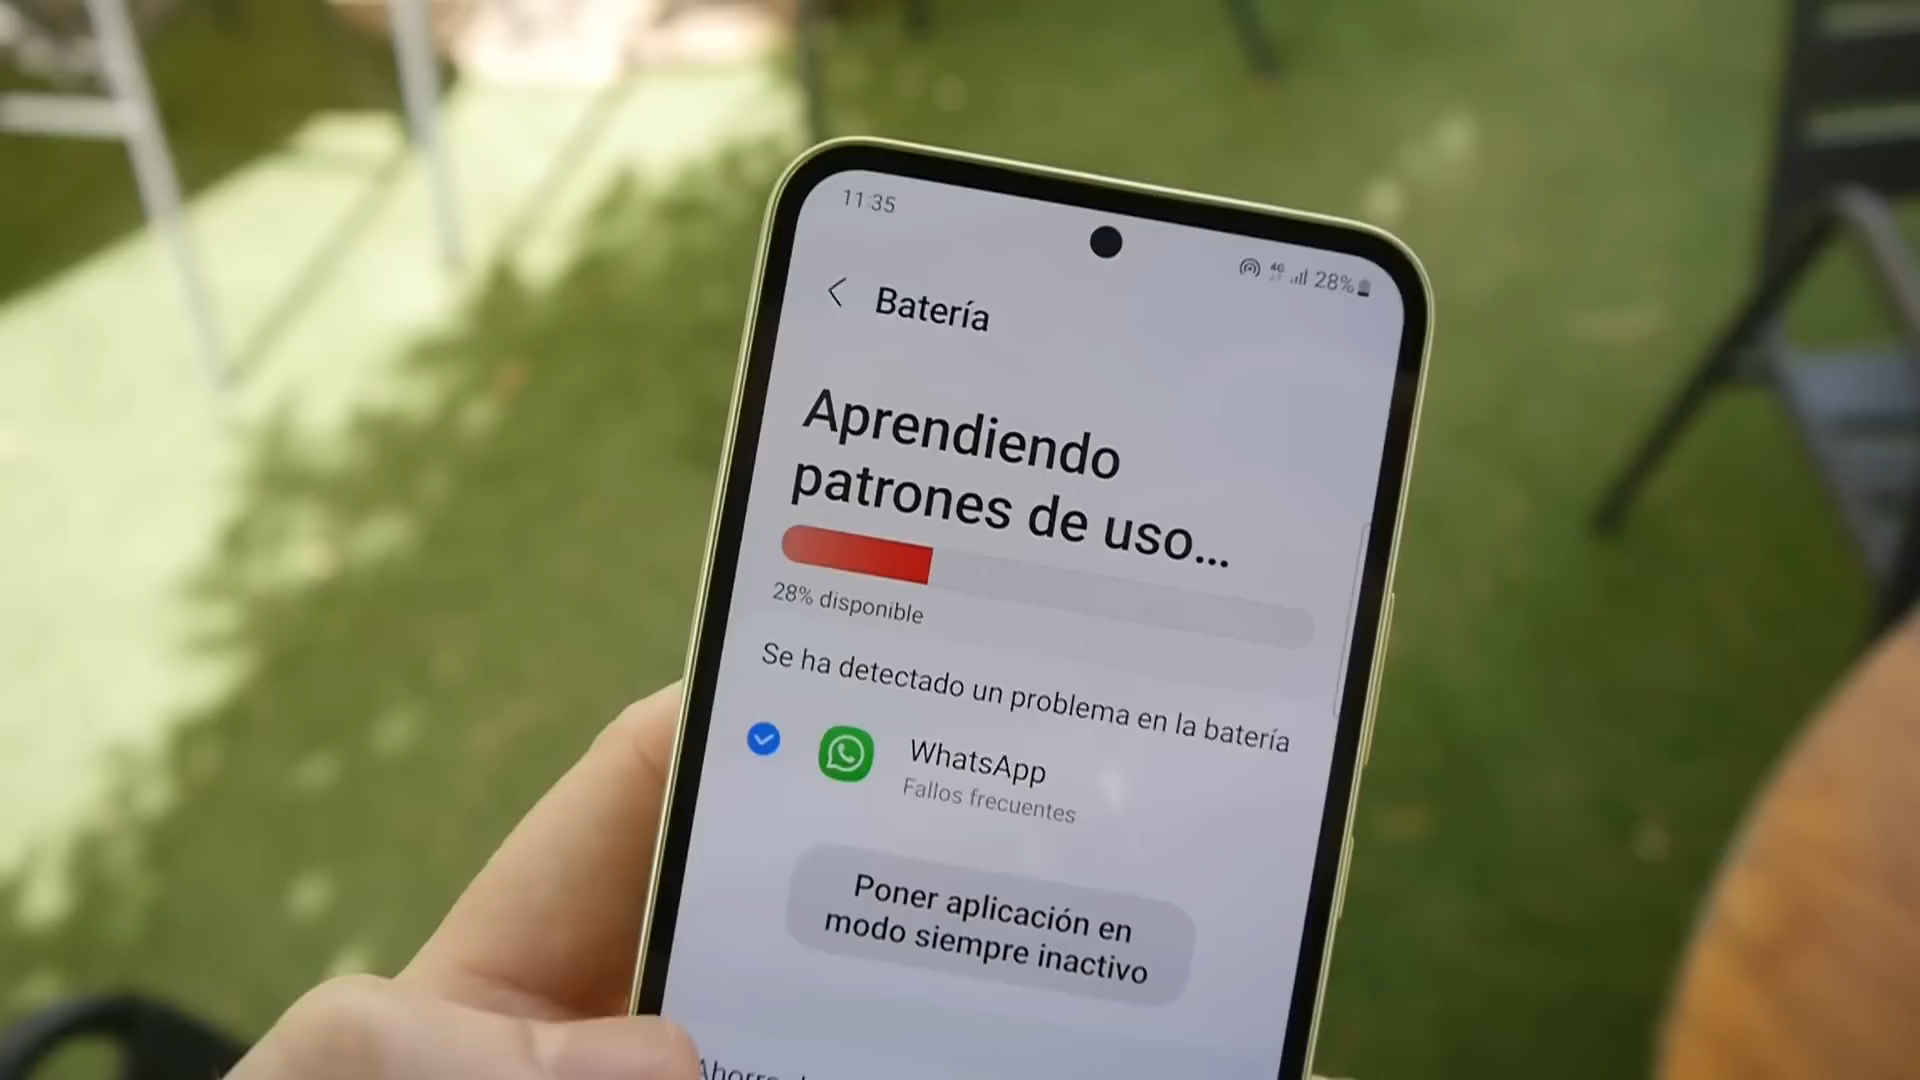 11:35
4G 28%
Batería
Aprendiendo
patrones de uso...
28% disponible
Se ha detectado un problema en la batería
WhatsApp
Fallos frecuentes
Poner aplicación en
modo siempre inactivo